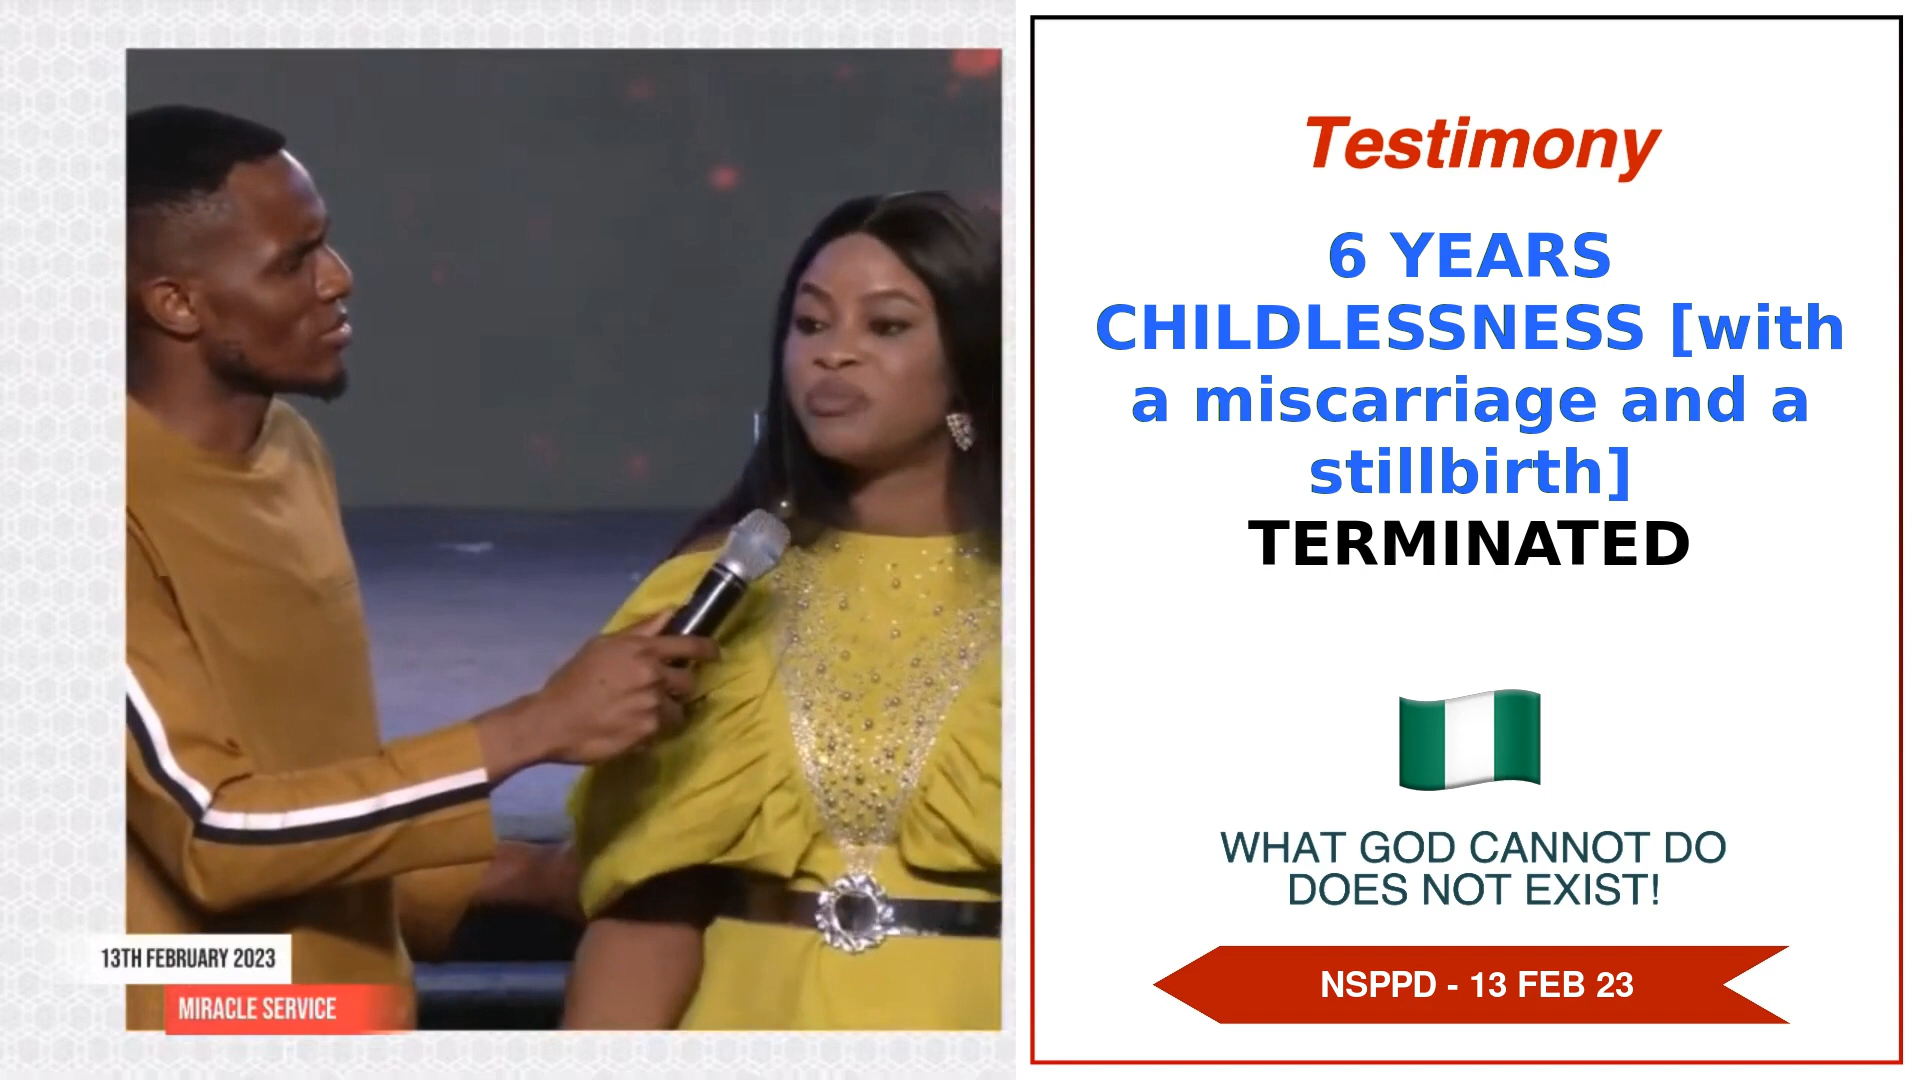 13TH FEBRUARY 2023
MIRACLE SERVICE
Testimony
6 YEARS
CHILDLESSNESS [with
a miscarriage and a
stillbirth]
TERMINATED
WHAT GOD CANNOT DO
DOES NOT EXIST!
NSPPD - 13 FEB 23